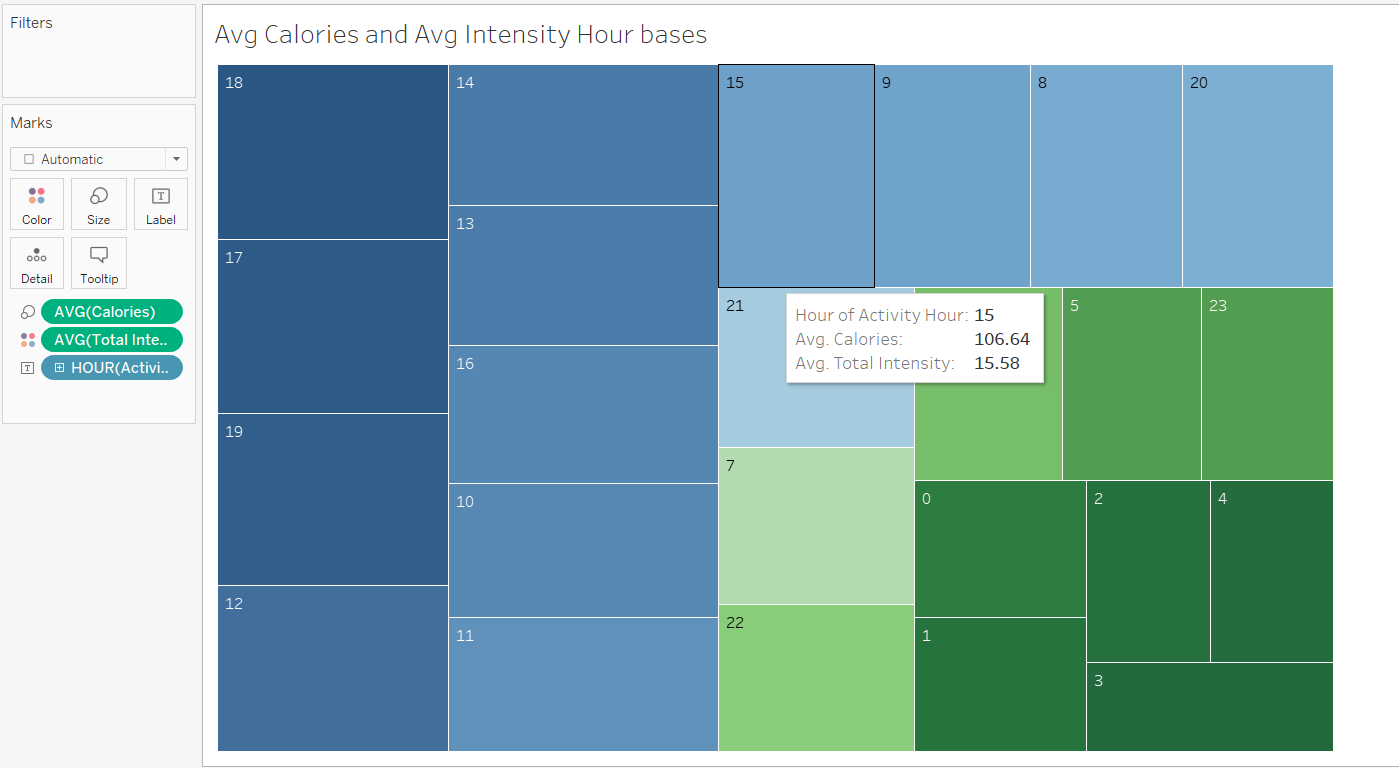 Filters
Marks
Automatic
Color
Size
Label
Detail
Tooltip
AVG(Calories)
AVG(Total Inte..
HOUR(Activi..
Avg Calories and Avg Intensity Hour bases
18
17
19
12
14
13
16
10
11
15
9
8
20
21
7
22
Hour of Activity Hour: 15
Avg. Calories: 106.64
Avg. Total Intensity: 15.58
5
23
0
1
2
4
3